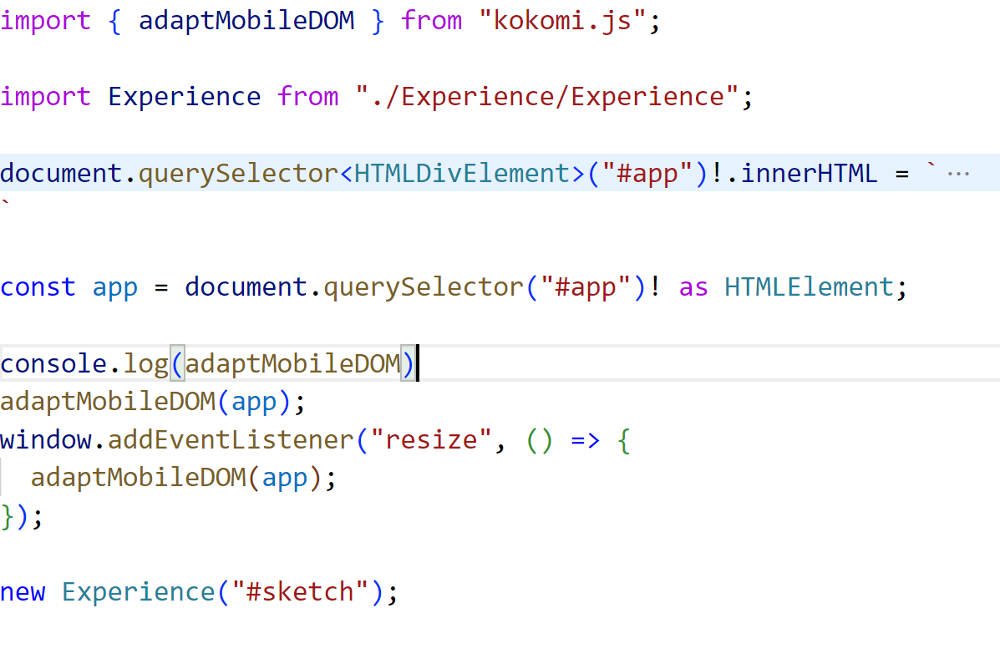 import { adaptMobileDOM } from "kokomi.js";
import Experience from "./Experience/Experience";
document.querySelector<HTMLDivElement>("#app")!.innerHTML = ` ···
`
const app = document.querySelector("#app")! as HTMLElement;
console.log(adaptMobileDOM)
adaptMobileDOM(app);
window.addEventListener("resize", () => {
  adaptMobileDOM(app);
});
new Experience("#sketch");